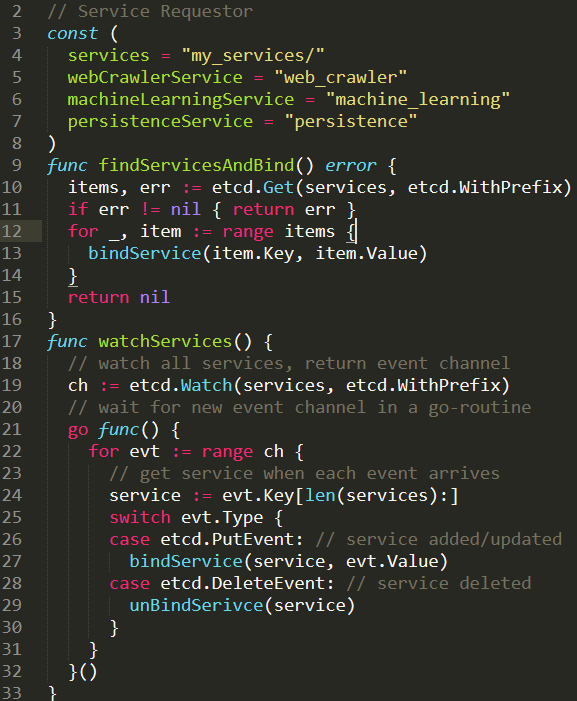 2 // Service Requestor
3 const (
4   services = "my_services/"
5   webCrawlerService = "web_crawler"
6   machineLearningService = "machine_learning"
7   persistenceService = "persistence"
8 )
9 func findServicesAndBind() error {
10   items, err := etcd.Get(services, etcd.WithPrefix)
11   if err != nil { return err }
12   for _, item := range items {
13     bindService(item.Key, item.Value)
14   }
15   return nil
16 }
17 func watchServices() {
18   // watch all services, return event channel
19   ch := etcd.Watch(services, etcd.WithPrefix)
20   // wait for new event channel in a go-routine
21   go func() {
22     for evt := range ch {
23       // get service when each event arrives
24       service := evt.Key[len(services):]
25       switch evt.Type {
26       case etcd.PutEvent: // service added/updated
27         bindService(service, evt.Value)
28       case etcd.DeleteEvent: // service deleted
29         unBindSerivce(service)
30       }
31     }
32   }()
33 }